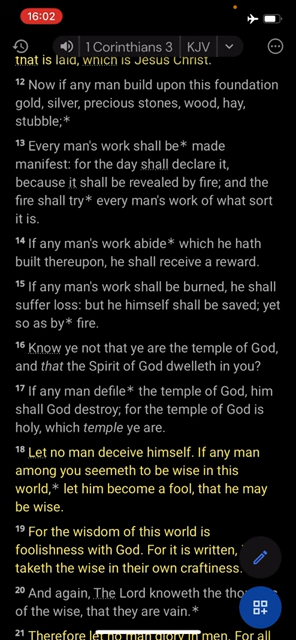 16:02
1 Corinthians 3 KJV
that is laid, which is Jesus Christ.
12 Now if any man build upon this foundation
gold, silver, precious stones, wood, hay,
stubble;*
13 Every man's work shall be* made
manifest: for the day shall declare it,
because it shall be revealed by fire; and the
fire shall try* every man's work of what sort
it is.
14 If any man's work abide* which he hath
built thereupon, he shall receive a reward.
15 If any man's work shall be burned, he shall
suffer loss: but he himself shall be saved; yet
so as by* fire.
16 Know ye not that ye are the temple of God,
and that the Spirit of God dwelleth in you?
17 If any man defile* the temple of God, him
shall God destroy; for the temple of God is
holy, which temple ye are.
18 Let no man deceive himself. If any man
among you seemeth to be wise in this
world,* let him become a fool, that he may
be wise.
19 For the wisdom of this world is
foolishness with God. For it is written,
taketh the wise in their own craftiness.
20 And again, The Lord knoweth the
of the wise, that they are vain.*
21 Therefore let no man glory in men. For all